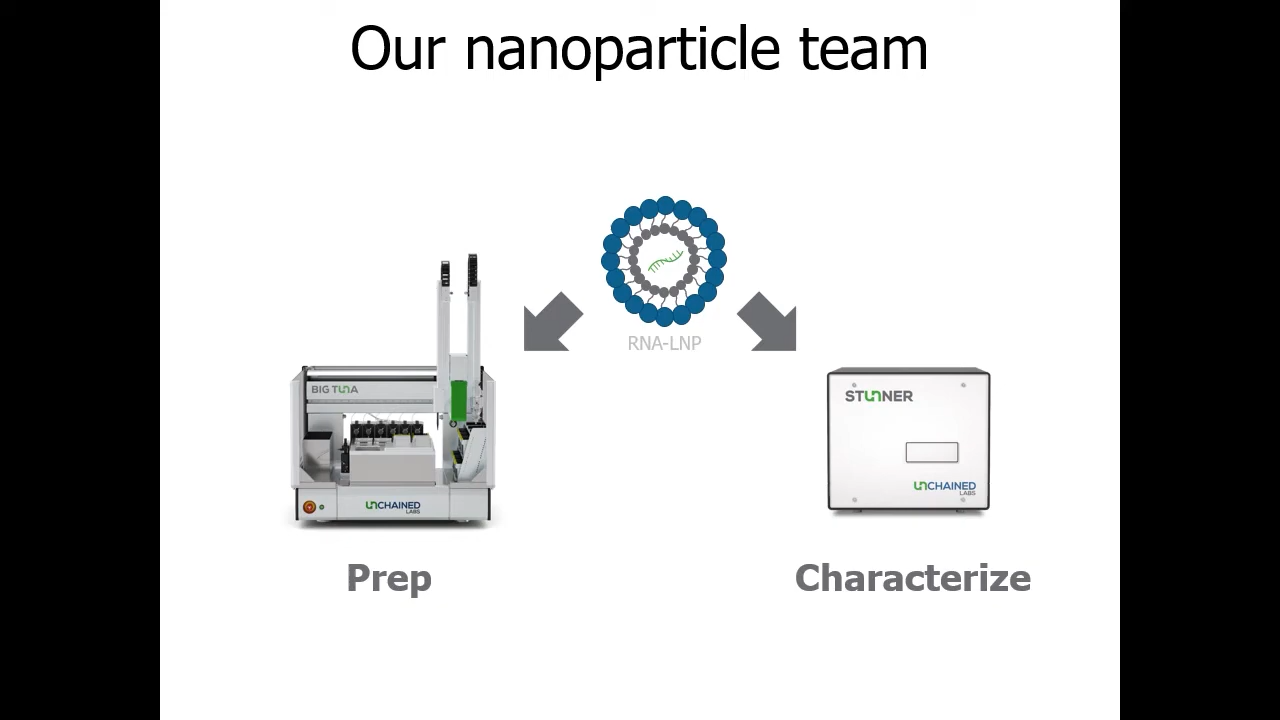 Our nanoparticle team
RNA-LNP
BIG TUNA
UNCHAINED
LABS
Prep
STUNNER
UNCHAINED
LABS
Characterize